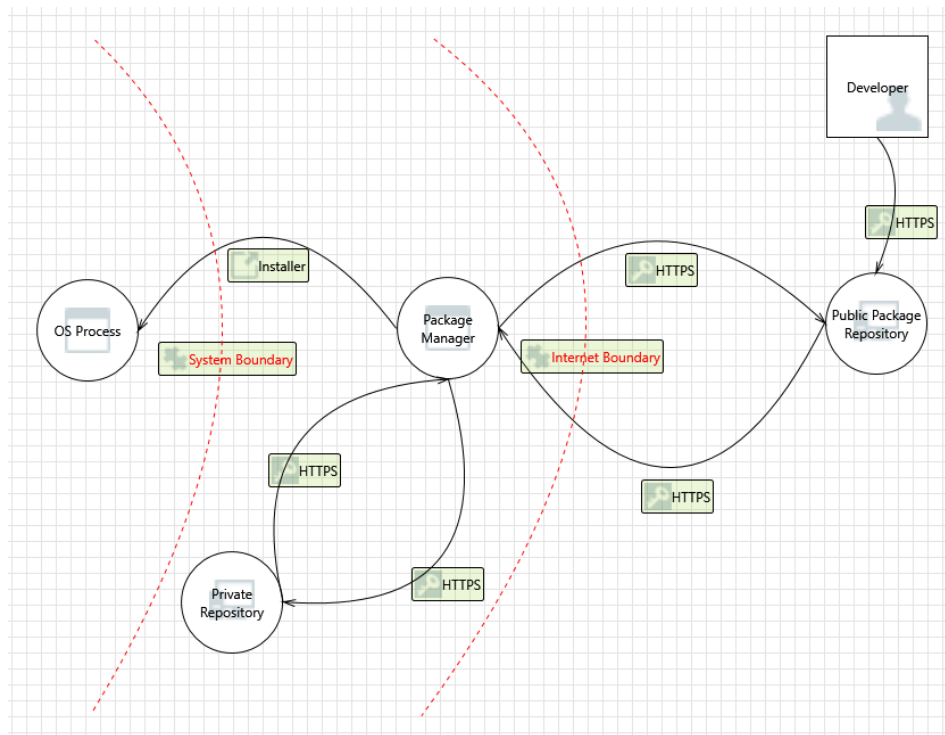 Developer
HTTPS
Installer
HTTPS
OS Process
Package
Manager
Public Package
Repository
System Boundary
Internet Boundary
HTTPS
HTTPS
HTTPS
Private
Repository